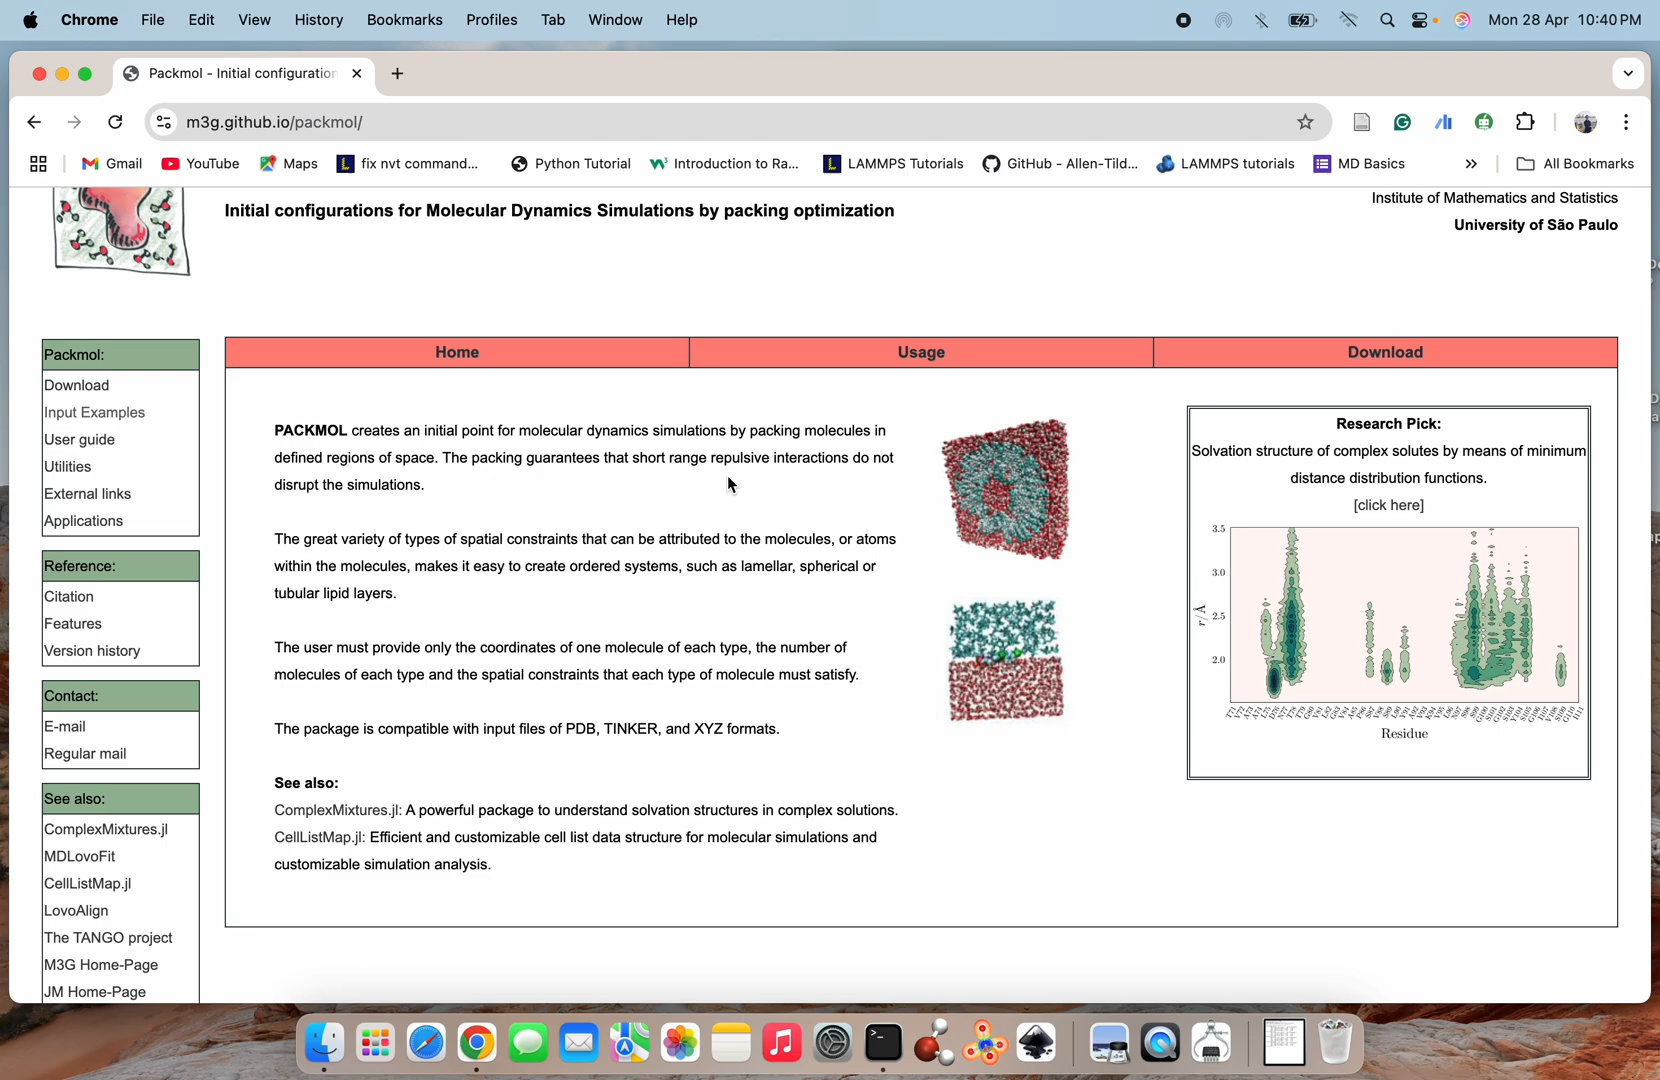 Chrome File Edit View History Bookmarks Profiles Tab Window Help Mon 28 Apr 10:40 PM
Packmol - Initial configuration
m3g.github.io/packmol/
Gmail YouTube Maps fix nvt command... Python Tutorial Introduction to Ra... LAMMPS Tutorials GitHub - Allen-Tild... LAMMPS tutorials MD Basics All Bookmarks
Initial configurations for Molecular Dynamics Simulations by packing optimization
Institute of Mathematics and Statistics
University of São Paulo
Packmol:
Download
Input Examples
User guide
Utilities
External links
Applications
Reference:
Citation
Features
Version history
Contact:
E-mail
Regular mail
See also:
ComplexMixtures.jl
MDLovoFit
CellListMap.jl
LovoAlign
The TANGO project
M3G Home-Page
JM Home-Page
Home Usage Download
PACKMOL creates an initial point for molecular dynamics simulations by packing molecules in
defined regions of space. The packing guarantees that short range repulsive interactions do not
disrupt the simulations.
The great variety of types of spatial constraints that can be attributed to the molecules, or atoms
within the molecules, makes it easy to create ordered systems, such as lamellar, spherical or
tubular lipid layers.
The user must provide only the coordinates of one molecule of each type, the number of
molecules of each type and the spatial constraints that each type of molecule must satisfy.
The package is compatible with input files of PDB, TINKER, and XYZ formats.
See also:
ComplexMixtures.jl: A powerful package to understand solvation structures in complex solutions.
CellListMap.jl: Efficient and customizable cell list data structure for molecular simulations and
customizable simulation analysis.
Research Pick:
Solvation structure of complex solutes by means of minimum
distance distribution functions.
[click here]
3.5
3.0
2.5
2.0
r/Å
Residue